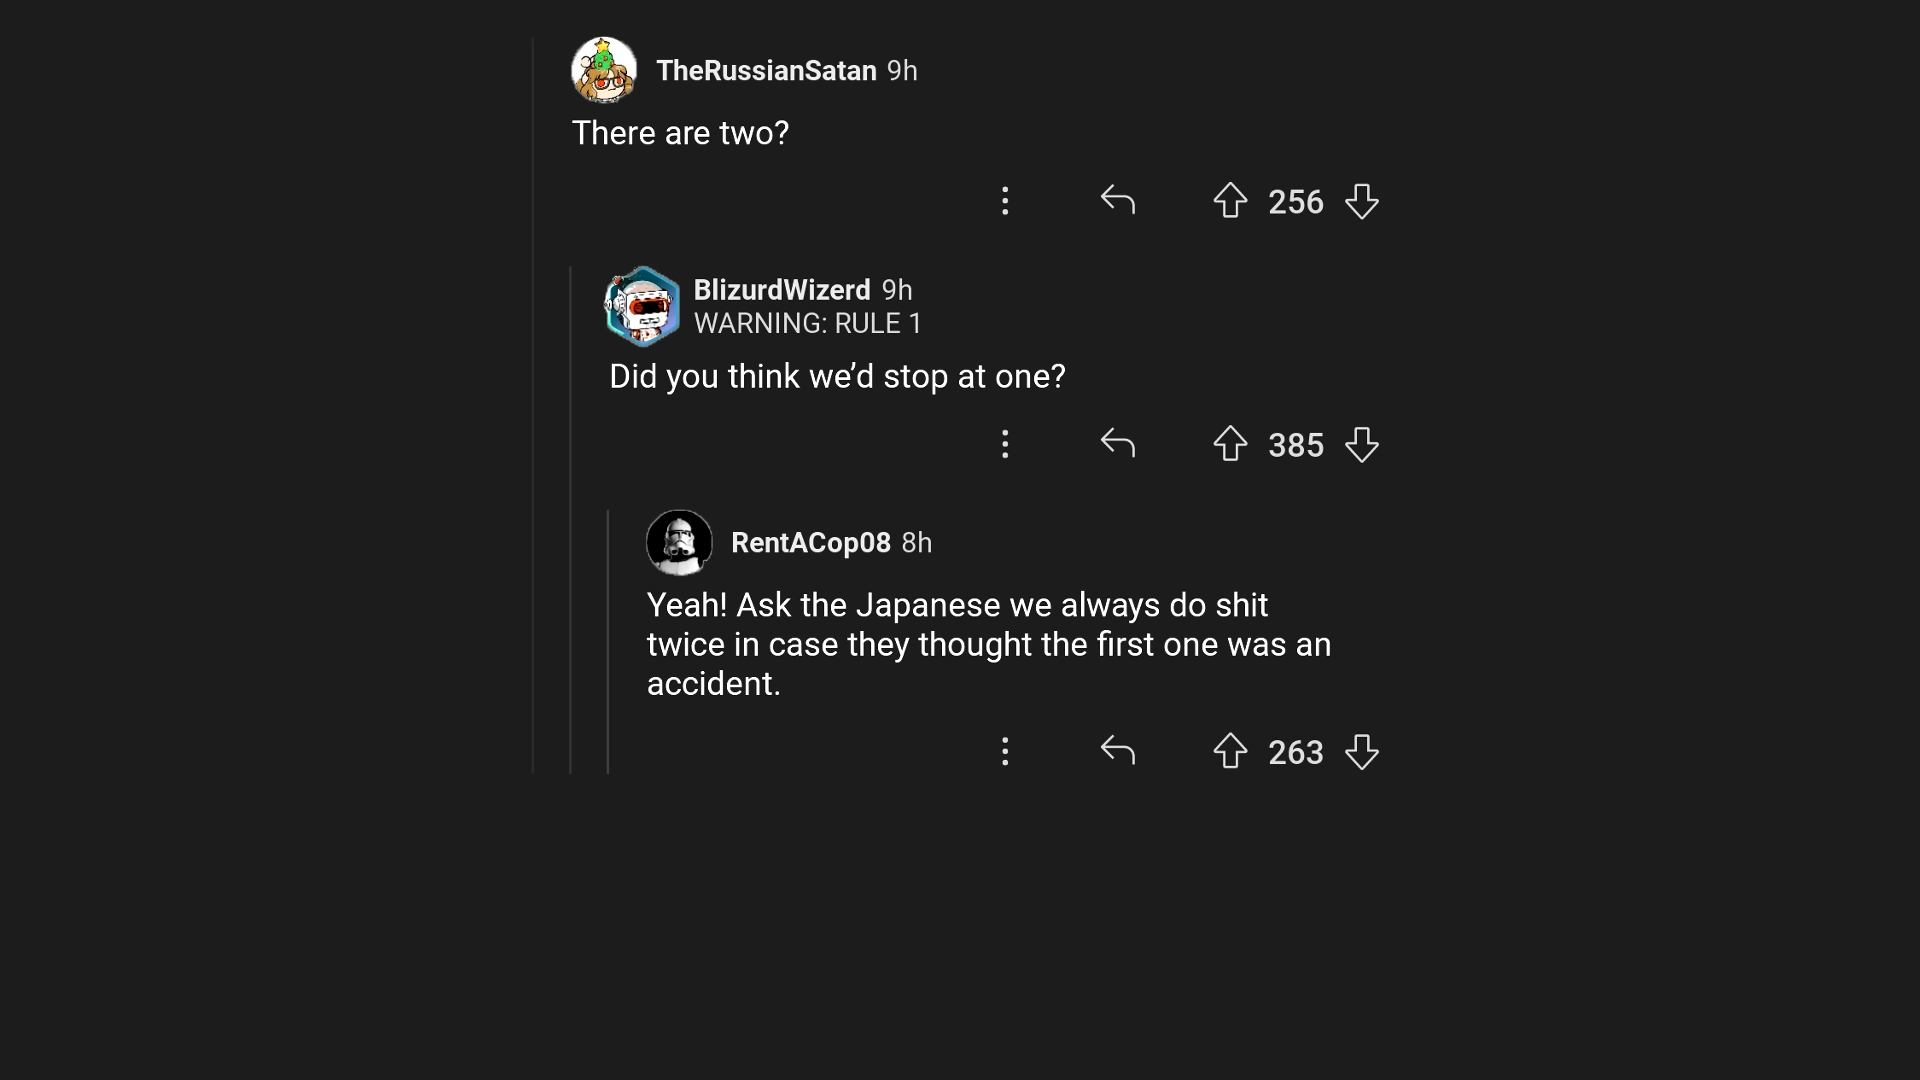 TheRussianSatan 9h
There are two?
256
BlizurdWizerd 9h
WARNING: RULE 1
Did you think we’d stop at one?
385
RentACop08 8h
Yeah! Ask the Japanese we always do shit
twice in case they thought the first one was an
accident.
263